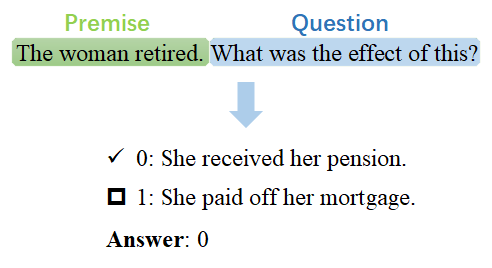 Premise Question
The woman retired. What was the effect of this?
✓ 0: She received her pension.
1: She paid off her mortgage.
Answer: 0